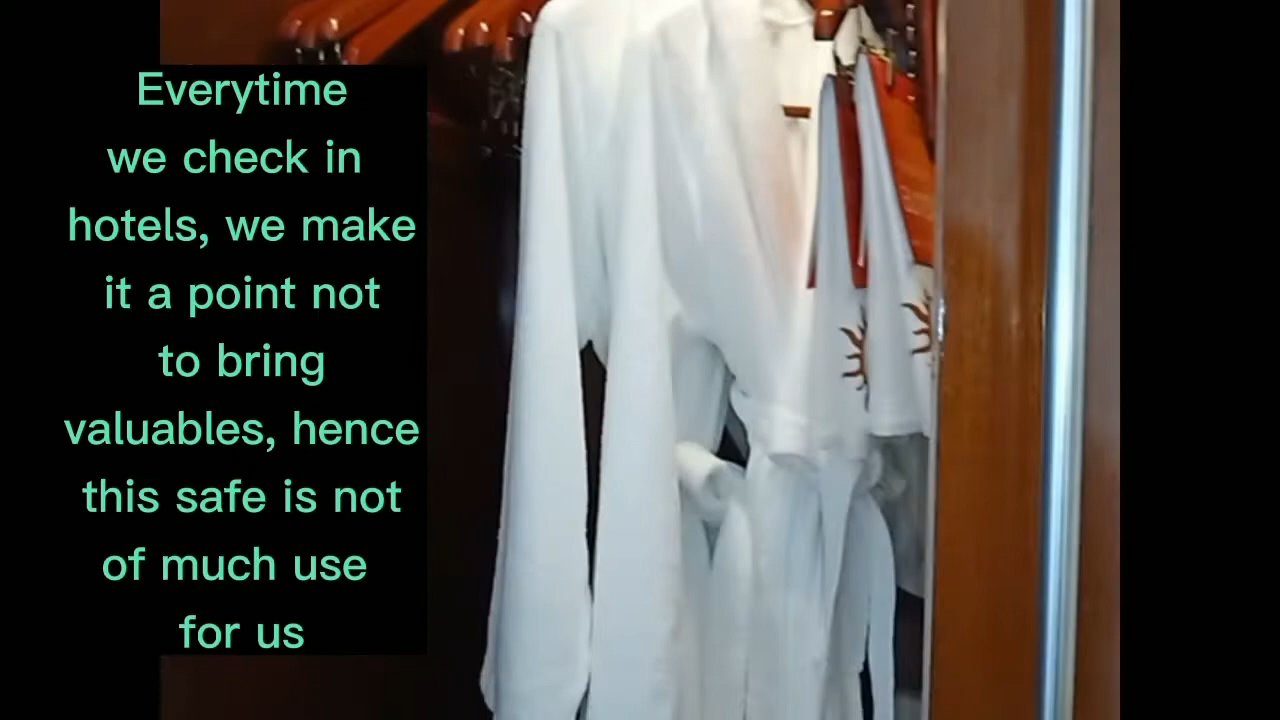 Everytime
we check in
hotels, we make
it a point not
to bring
valuables, hence
this safe is not
of much use
for us